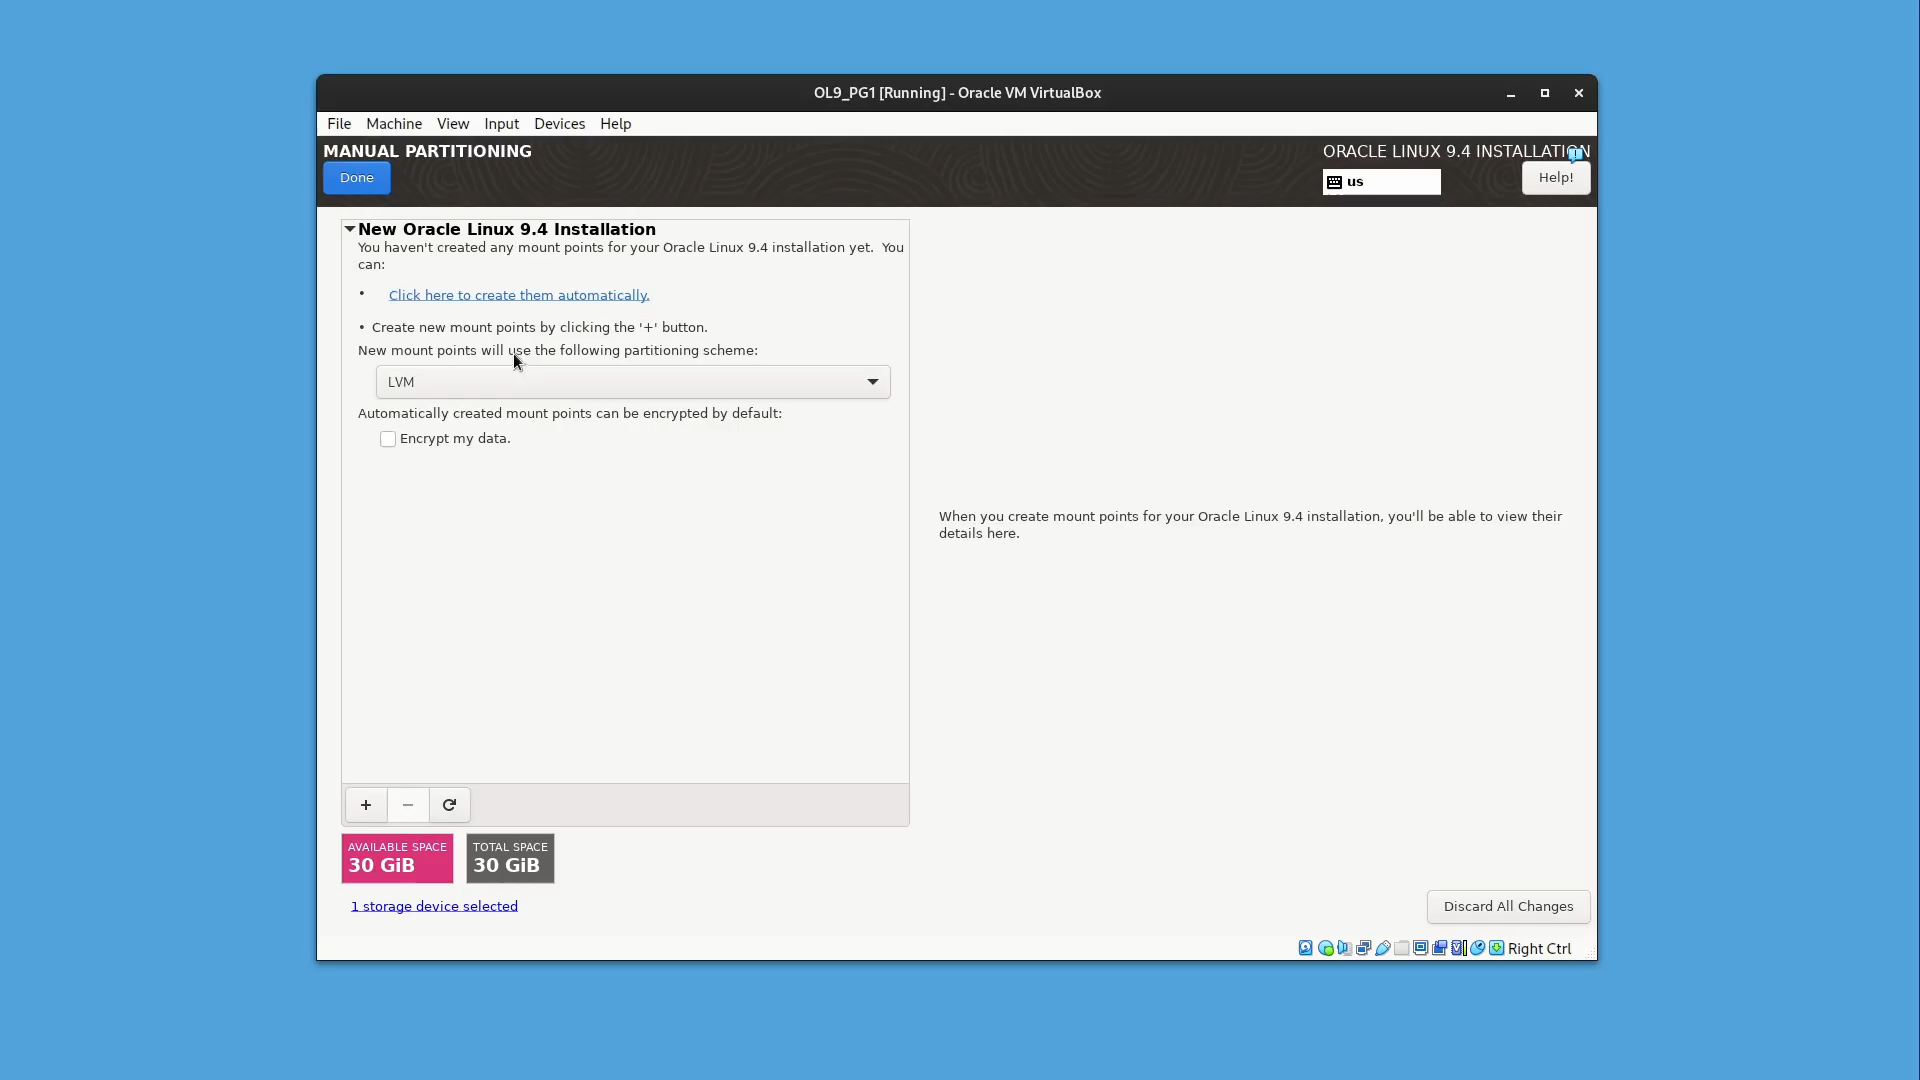 OL9_PG1 [Running] - Oracle VM VirtualBox
File Machine View Input Devices Help
MANUAL PARTITIONING
ORACLE LINUX 9.4 INSTALLATION
Done
us
Help!
New Oracle Linux 9.4 Installation
You haven't created any mount points for your Oracle Linux 9.4 installation yet. You
can:
• Click here to create them automatically.
• Create new mount points by clicking the '+' button.
New mount points will use the following partitioning scheme:
LVM
Automatically created mount points can be encrypted by default:
Encrypt my data.
When you create mount points for your Oracle Linux 9.4 installation, you'll be able to view their
details here.
+ −
AVAILABLE SPACE
30 GiB
TOTAL SPACE
30 GiB
1 storage device selected
Discard All Changes
Right Ctrl